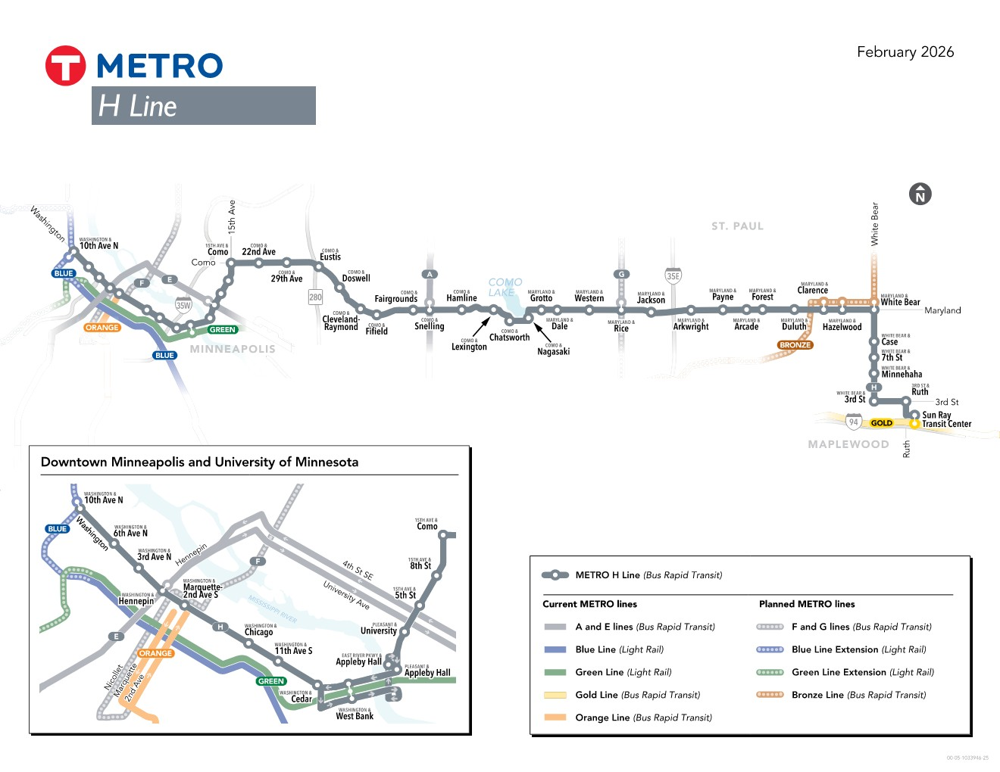 T METRO
H Line
February 2026
N
ST. PAUL
Washington
WASHINGTON &
10th Ave N
BLUE
F
E
35W
ORANGE
GREEN
BLUE
MINNEAPOLIS
15th Ave
15TH AVE &
Como
Como
COMO &
22nd Ave
COMO &
29th Ave
COMO &
Eustis
280
COMO &
Doswell
COMO &
Cleveland-
Raymond
COMO &
Fifield
COMO &
Fairgrounds
A
COMO &
Snelling
COMO &
Hamline
COMO &
Lexington
COMO
LAKE
COMO &
Chatsworth
COMO &
Nagasaki
MARYLAND &
Grotto
MARYLAND &
Dale
MARYLAND &
Western
G
MARYLAND &
Rice
MARYLAND &
Jackson
35E
MARYLAND &
Arkwright
MARYLAND &
Payne
MARYLAND &
Arcade
MARYLAND &
Forest
MARYLAND &
Duluth
MARYLAND &
Clarence
MARYLAND &
Hazelwood
BRONZE
White Bear
MARYLAND &
White Bear
Maryland
WHITE BEAR &
Case
WHITE BEAR &
7th St
WHITE BEAR &
Minnehaha
H
WHITE BEAR &
3rd St
3RD ST &
Ruth
3rd St
Sun Ray
Transit Center
94
GOLD
MAPLEWOOD
Ruth
Downtown Minneapolis and University of Minnesota
WASHINGTON &
10th Ave N
BLUE
Washington
WASHINGTON &
6th Ave N
WASHINGTON &
3rd Ave N
Hennepin
WASHINGTON &
Hennepin
WASHINGTON &
Marquette-
2nd Ave S
F
E
H
ORANGE
Nicollet
Marquette
2nd Ave
MISSISSIPPI RIVER
4th St SE
University Ave
WASHINGTON &
Chicago
WASHINGTON &
11th Ave S
GREEN
WASHINGTON &
Cedar
WASHINGTON &
West Bank
EAST RIVER PKWY &
Appleby Hall
PLEASANT &
Appleby Hall
PLEASANT &
University
15TH AVE &
5th St
15TH AVE &
8th St
15TH AVE &
Como
METRO H Line (Bus Rapid Transit)
Current METRO lines
A and E lines (Bus Rapid Transit)
Blue Line (Light Rail)
Green Line (Light Rail)
Gold Line (Bus Rapid Transit)
Orange Line (Bus Rapid Transit)
Planned METRO lines
F and G lines (Bus Rapid Transit)
Blue Line Extension (Light Rail)
Green Line Extension (Light Rail)
Bronze Line (Bus Rapid Transit)
00-05-1033946-25